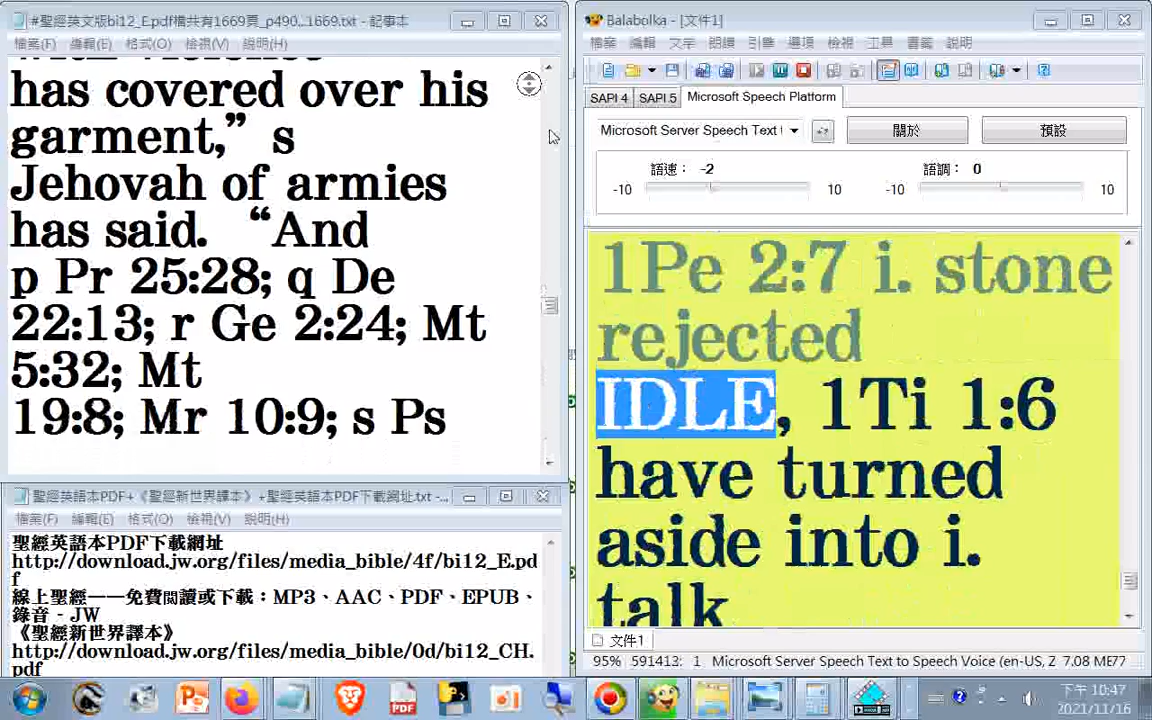 #聖經英文版bi12_E.pdf橫共有1669頁_p490,..1669.txt - 記事本
檔案(F) 編輯(E) 格式(O) 檢視(V) 說明(H)
has covered over his
garment,” s
Jehovah of armies
has said. “And
p Pr 25:28; q De
22:13; r Ge 2:24; Mt
5:32; Mt
19:8; Mr 10:9; s Ps
聖經英語本PDF+《聖經新世界譯本》+聖經英語本PDF下載網址.txt -...
檔案(F) 編輯(E) 格式(O) 檢視(V) 說明(H)
聖經英語本PDF下載網址
http://download.jw.org/files/media_bible/4f/bi12_E.pd
f
線上聖經——免費閱讀或下載：MP3、AAC、PDF、EPUB、
錄音 - JW
《聖經新世界譯本》
http://download.jw.org/files/media_bible/0d/bi12_CH.
pdf
Balabolka - [文件1]
檔案 編輯 文字 朗讀 引擎 選項 檢視 工具 書籤 說明
SAPI 4 SAPI 5 Microsoft Speech Platform
Microsoft Server Speech Text 關於 預設
語速： -2 語調： 0
-10 10 -10 10
1Pe 2:7 i. stone
rejected
IDLE, 1Ti 1:6
have turned
aside into i.
talk
文件1
95% 591413: 1 Microsoft Server Speech Text to Speech Voice (en-US, Z 7.08 МБ77
下午 10:47
2021/11/16